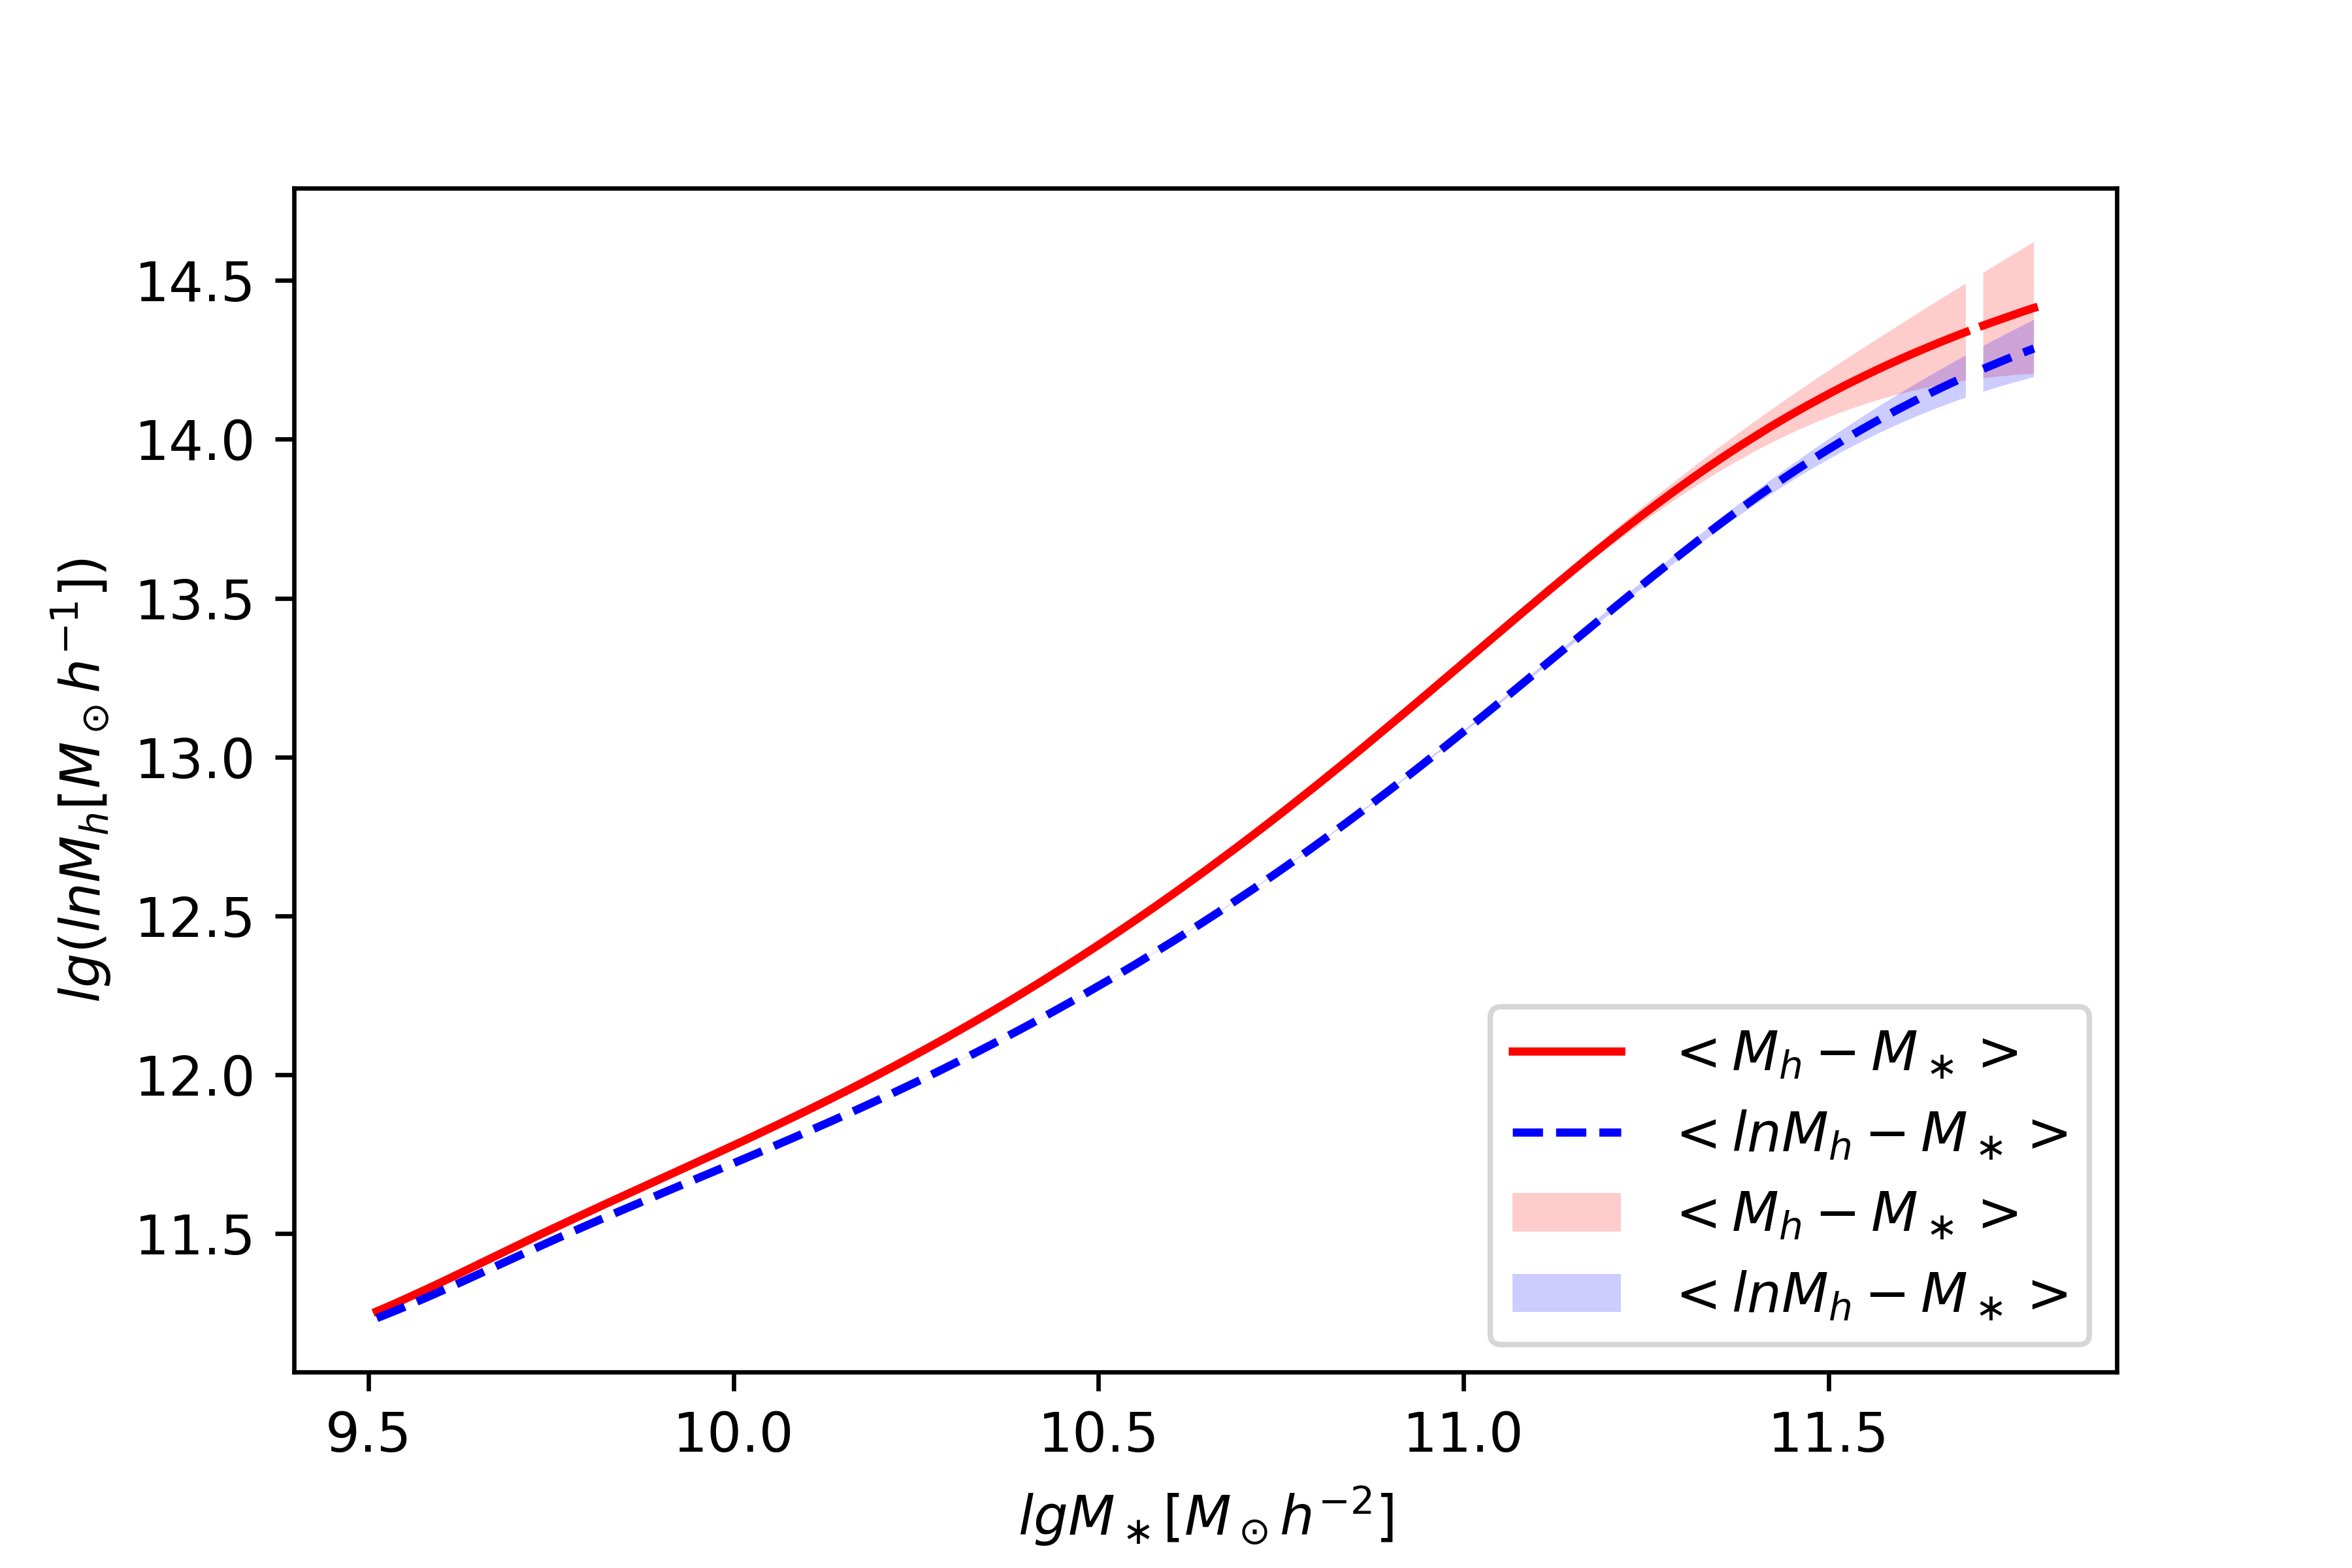 14.5
14.0
13.5
13.0
12.5
12.0
11.5
lg(lnM_h[M_⊙h^{−1}])
< M_h − M_* >
< lnM_h − M_* >
< M_h − M_* >
< lnM_h − M_* >
9.5 10.0 10.5 11.0 11.5
lgM_*[M_⊙h^{−2}]